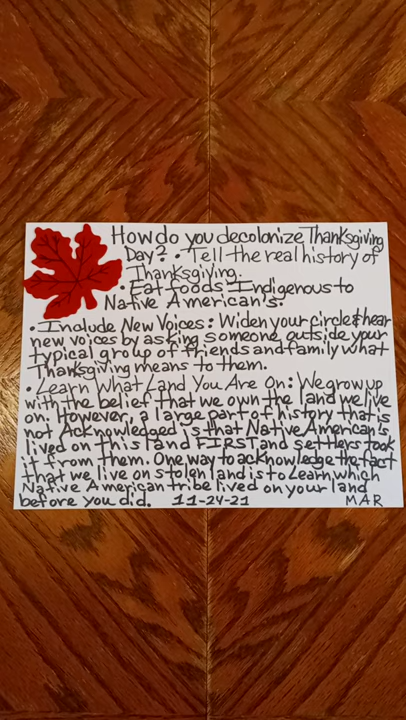 How do you decolonize Thanksgiving
Day? • Tell the real history of
Thanksgiving.
• Eat foods Indigenous to
Native American's.
• Include New Voices: Widen your circle & hear
new voices by asking someone outside your
typical group of friends and family what
Thanksgiving means to them.
• Learn What Land You Are On: We grow up
with the belief that we own the land we live
on. However, a large part of history that is
not Acknowledged is that Native American's
lived on this land FIRST and settlers took
it from them. One way to acknowledge the fact
that we live on stolen land is to Learn which
Native American tribe lived on your land
before you did. 11-24-21 MAR